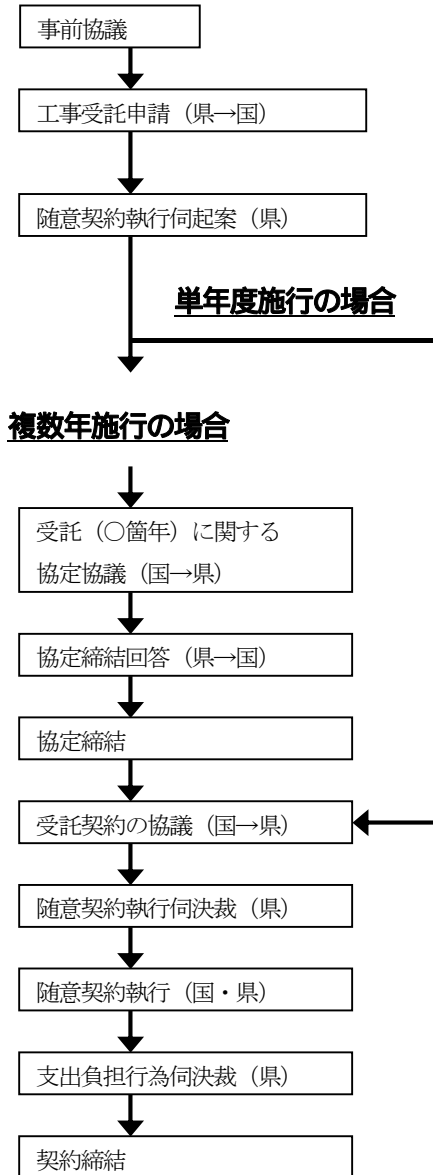 事前協議
工事受託申請（県→国）
随意契約執行伺起案（県）
単年度施行の場合
複数年施行の場合
受託（○箇年）に関する
協定協議（国→県）
協定締結回答（県→国）
協定締結
受託契約の協議（国→県）
随意契約執行伺決裁（県）
随意契約執行（国・県）
支出負担行為伺決裁（県）
契約締結